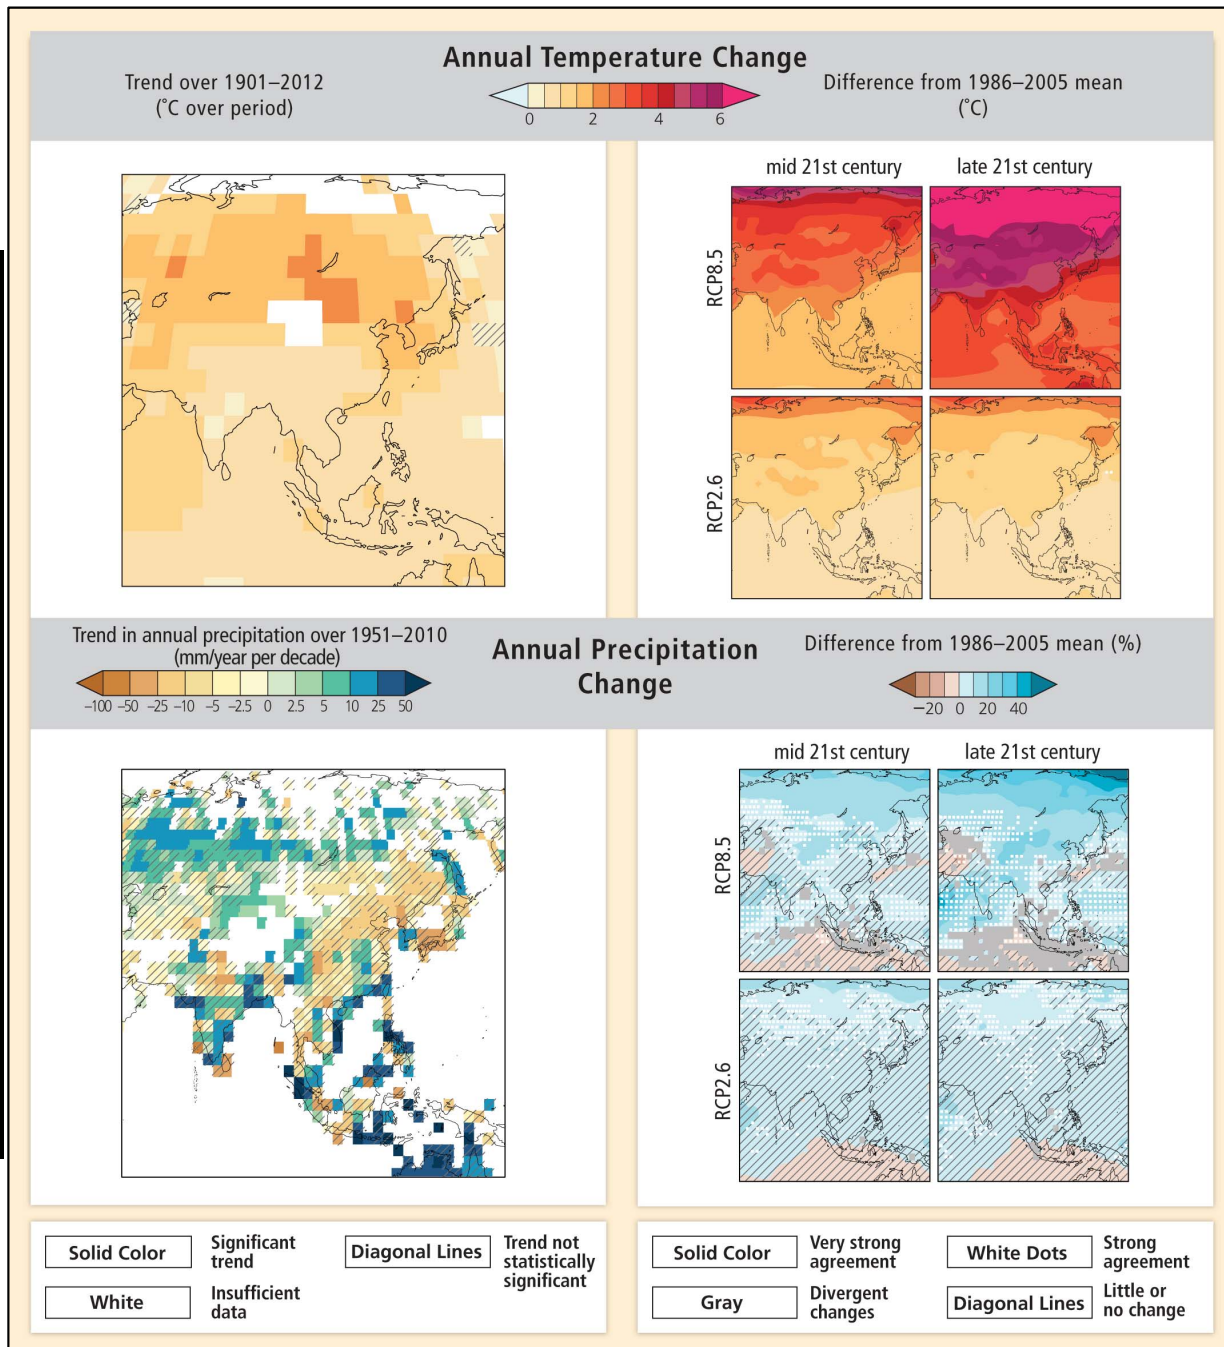 Annual Temperature Change
Trend over 1901–2012
(˚C over period)
0 2 4 6
Difference from 1986–2005 mean
(˚C)
mid 21st century late 21st century
RCP8.5
RCP2.6
Trend in annual precipitation over 1951–2010
(mm/year per decade)
–100 –50 –25 –10 –5 –2.5 0 2.5 5 10 25 50
Annual Precipitation
Change
Difference from 1986–2005 mean (%)
–20 0 20 40
mid 21st century late 21st century
RCP8.5
RCP2.6
Solid Color
Significant
trend
Diagonal Lines
Trend not
statistically
significant
White
Insufficient
data
Solid Color
Very strong
agreement
White Dots
Strong
agreement
Gray
Divergent
changes
Diagonal Lines
Little or
no change